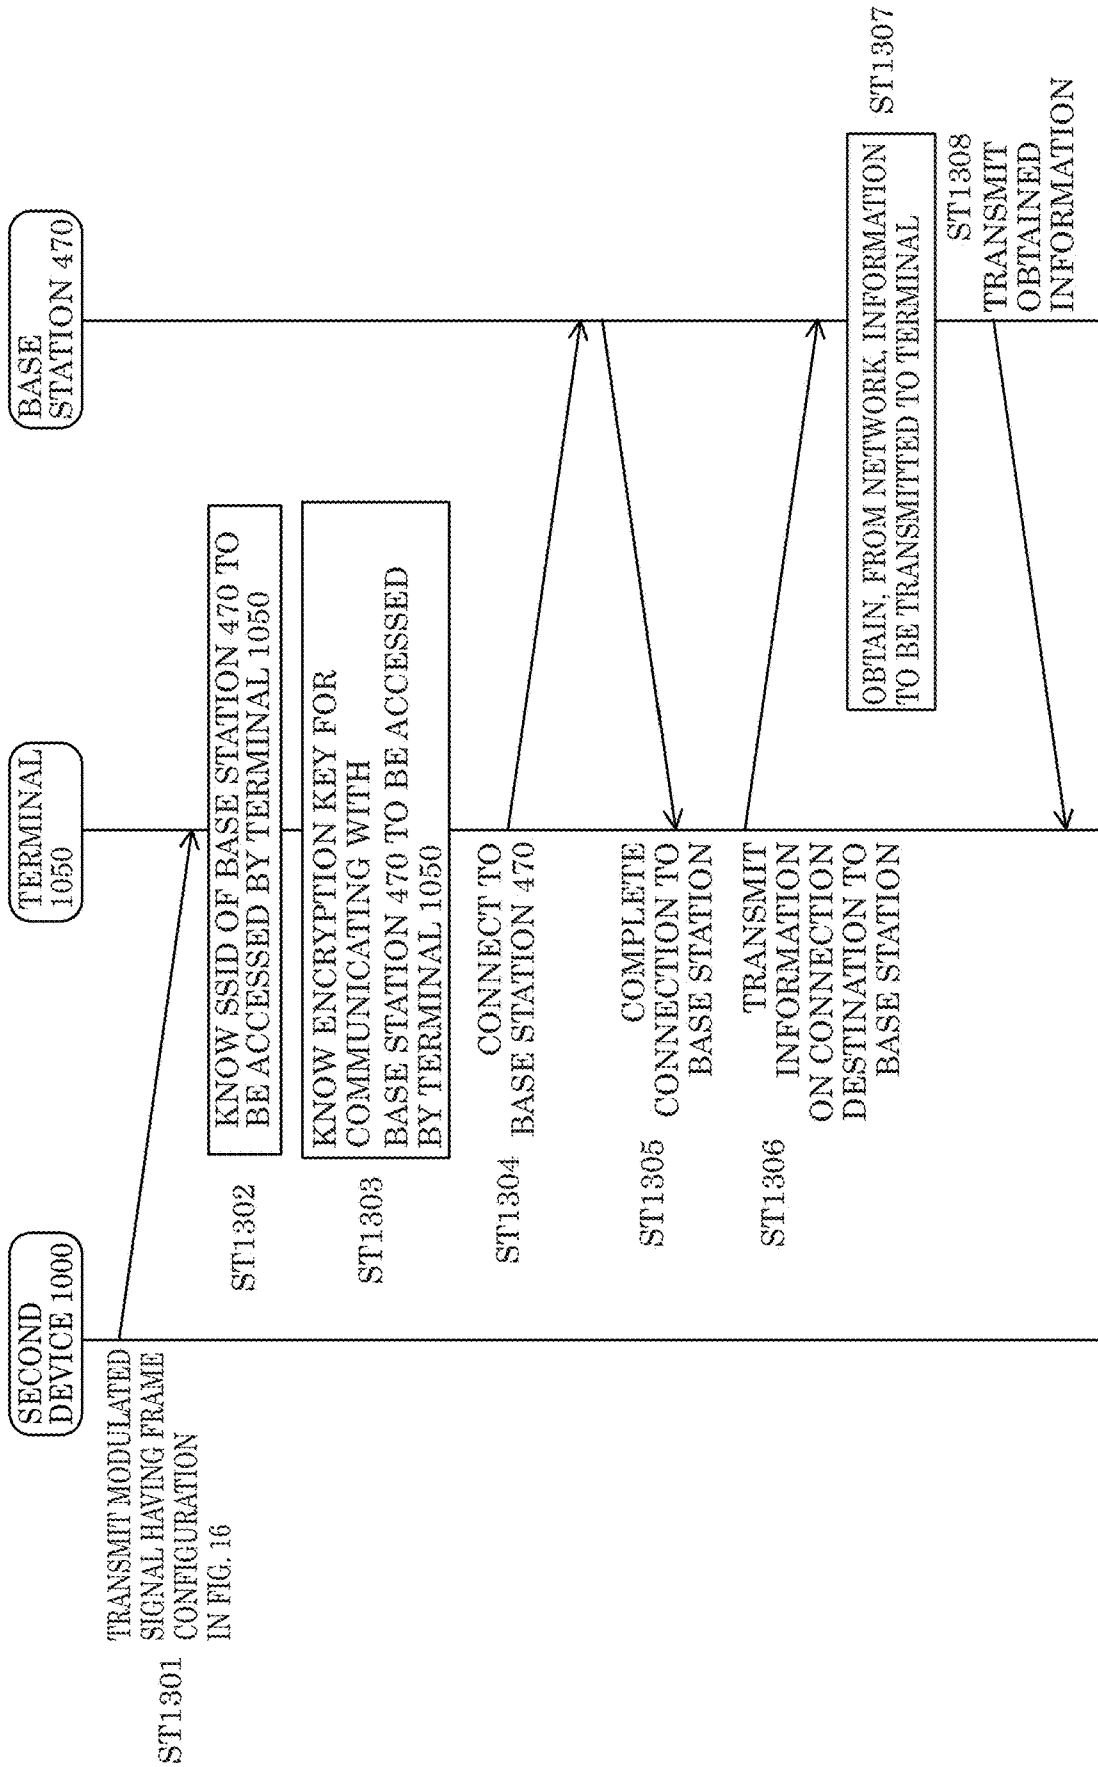 SECOND
DEVICE 1000
TERMINAL
1050
BASE
STATION 470
ST1301
TRANSMIT MODULATED
SIGNAL HAVING FRAME
CONFIGURATION
IN FIG. 16
ST1302
KNOW SSID OF BASE STATION 470 TO
BE ACCESSED BY TERMINAL 1050
ST1303
KNOW ENCRYPTION KEY FOR
COMMUNICATING WITH
BASE STATION 470 TO BE ACCESSED
BY TERMINAL 1050
ST1304
CONNECT TO
BASE STATION 470
ST1305
COMPLETE
CONNECTION TO
BASE STATION
ST1306
TRANSMIT
INFORMATION
ON CONNECTION
DESTINATION TO
BASE STATION
OBTAIN, FROM NETWORK, INFORMATION
TO BE TRANSMITTED TO TERMINAL
ST1307
ST1308
TRANSMIT
OBTAINED
INFORMATION